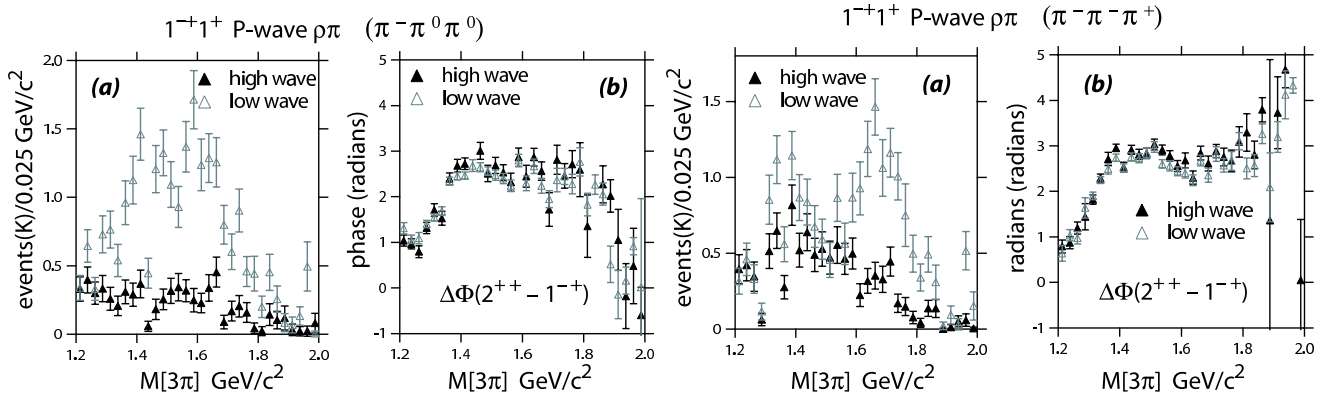 1⁻⁺1⁺ P-wave ρπ (π⁻π⁰π⁰)
events(K)/0.025 GeV/c²
2.0
1.5
1.0
0.5
0
(a)
high wave
low wave
1.2 1.4 1.6 1.8 2.0
M[3π] GeV/c²
phase (radians)
5
4
3
2
1
0
-1
high wave
low wave
(b)
ΔΦ(2⁺⁺ − 1⁻⁺)
1.2 1.4 1.6 1.8 2.0
M[3π] GeV/c²
1⁻⁺1⁺ P-wave ρπ (π⁻π⁻π⁺)
events(K)/0.025 GeV/c²
1.5
1.0
0.5
0
high wave
low wave
(a)
1.2 1.4 1.6 1.8 2.0
M[3π] GeV/c²
radians (radians)
5
4
3
2
1
0
-1
(b)
high wave
low wave
ΔΦ(2⁺⁺ − 1⁻⁺)
1.2 1.4 1.6 1.8 2.0
M[3π] GeV/c²